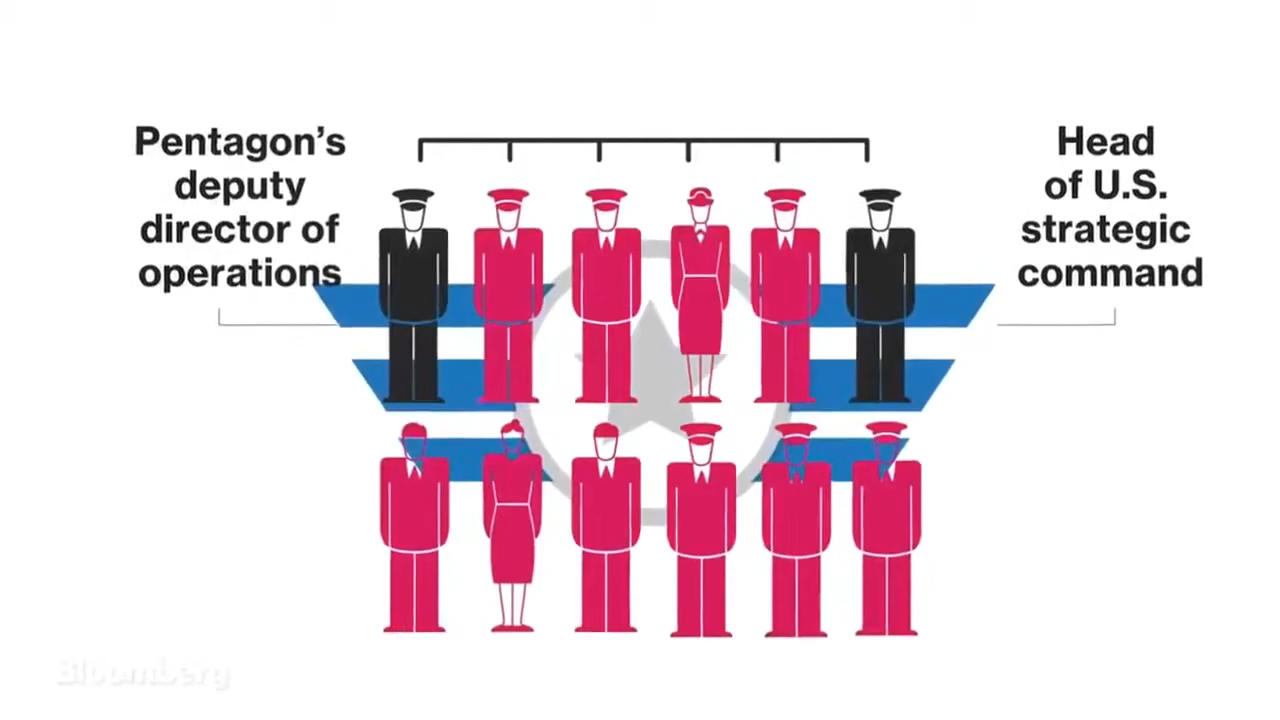 Pentagon's
deputy
director of
operations
Head
of U.S.
strategic
command
Bloomberg